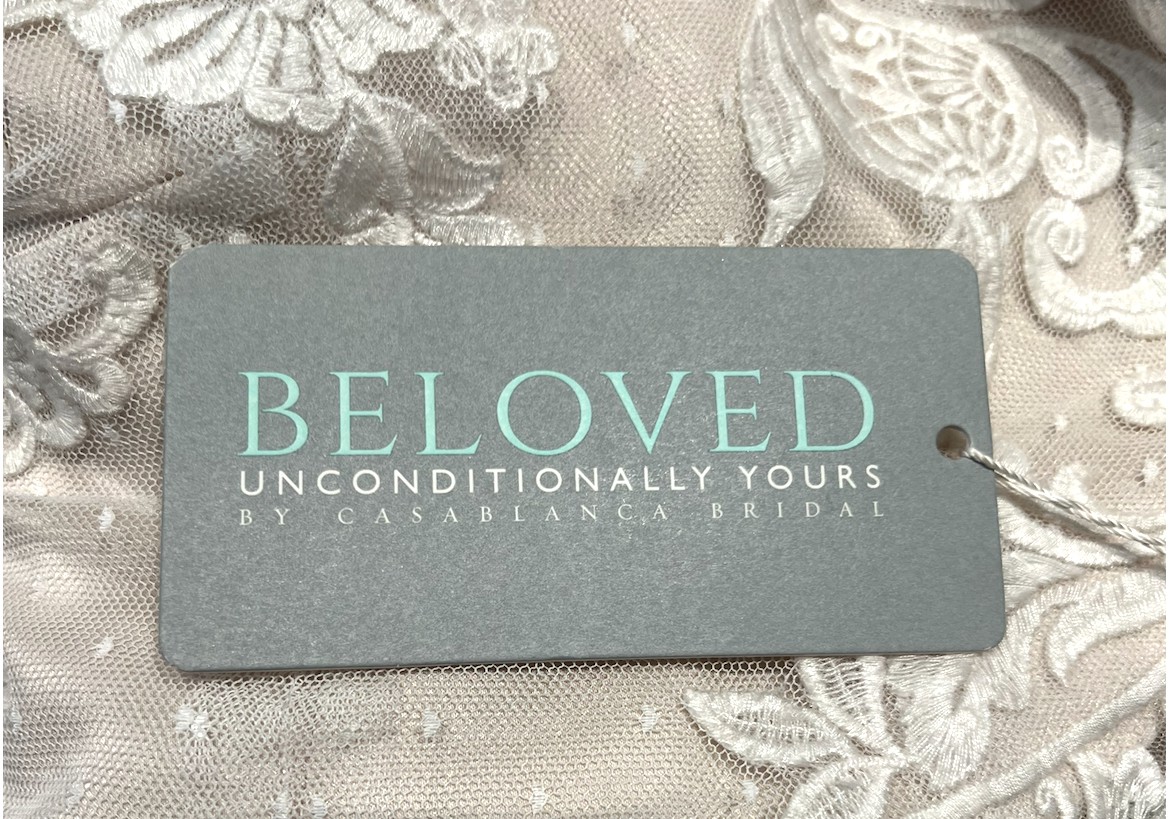 BELOVED
UNCONDITIONALLY YOURS
BY CASABLANCA BRIDAL